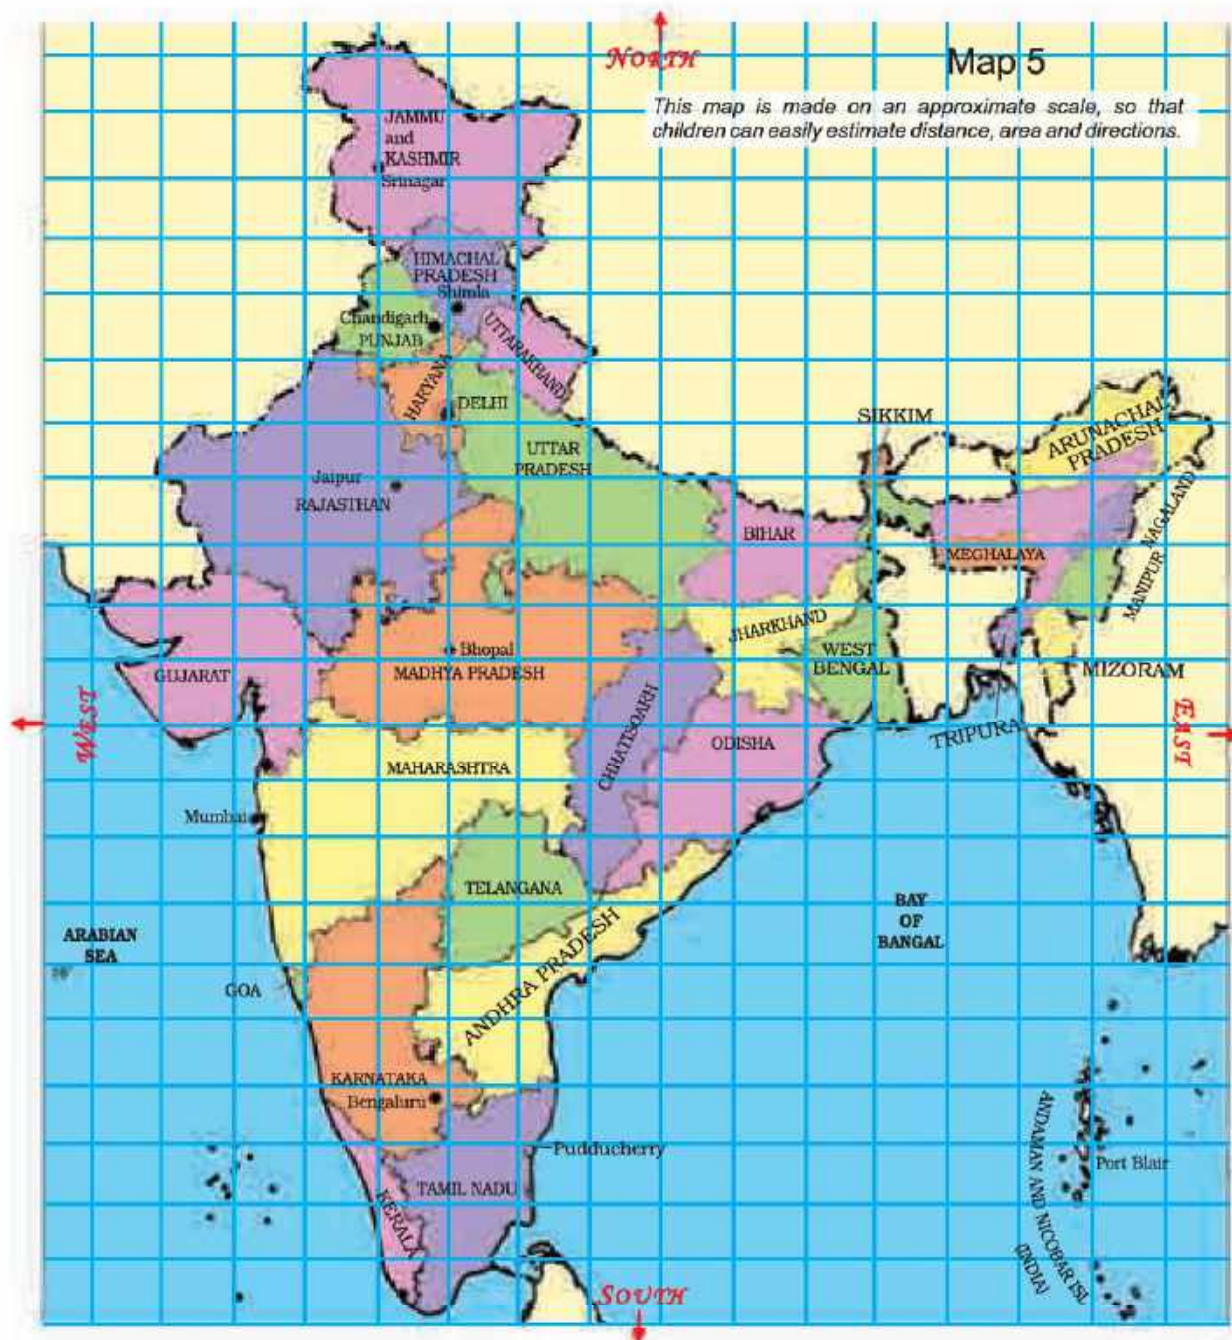 NORTH
Map 5
This map is made on an approximate scale, so that
children can easily estimate distance, area and directions.
JAMMU
and
KASHMIR
Srinagar
HIMACHAL
PRADESH
Shimla
Chandigarh
PUNJAB
UTTARAKHAND
HARYANA
DELHI
SIKKIM
ARUNACHAL
PRADESH
UTTAR
PRADESH
Jaipur
RAJASTHAN
BIHAR
NAGALAND
MEGHALAYA
MANIPUR
JHARKHAND
Bhopal
MADHYA PRADESH
WEST
BENGAL
GUJARAT
MIZORAM
WEST
EAST
CHHATISOARH
ODISHA
TRIPURA
MAHARASHTRA
Mumbai
TELANGANA
BAY
OF
BANGAL
ARABIAN
SEA
ANDHRA PRADESH
GOA
KARNATAKA
Bengaluru
Pudducherry
ANDAMAN AND NICOBAR ISL
(INDIA)
Port Blair
TAMIL NADU
KERALA
SOUTH